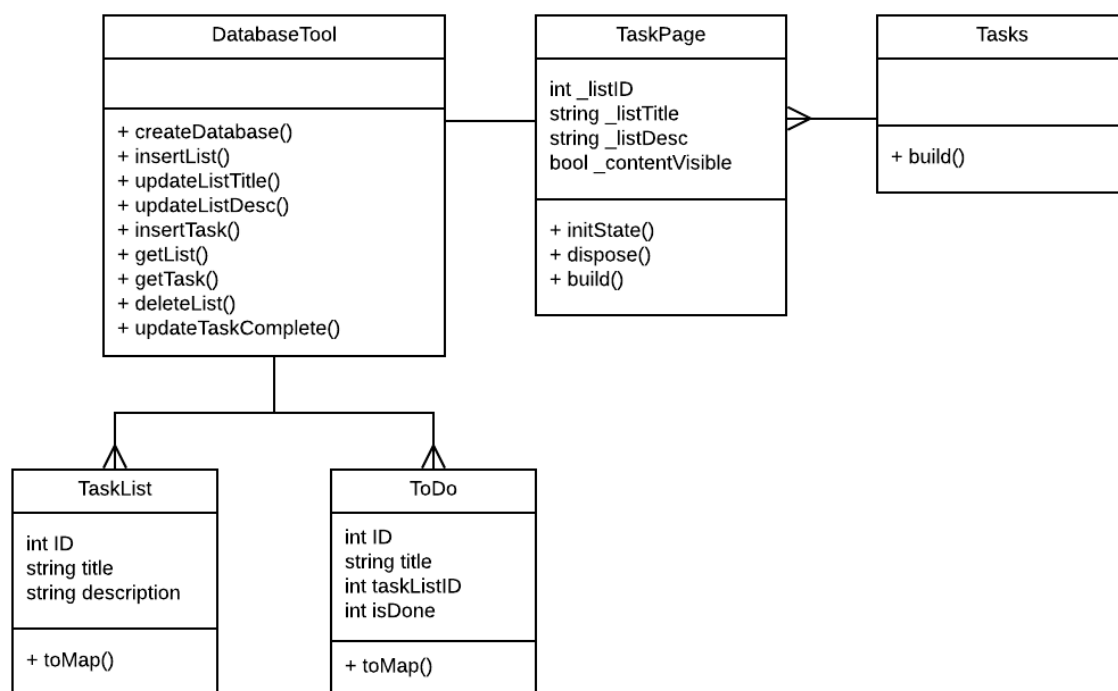 DatabaseTool
+ createDatabase()
+ insertList()
+ updateListTitle()
+ updateListDesc()
+ insertTask()
+ getList()
+ getTask()
+ deleteList()
+ updateTaskComplete()
TaskPage
int _listID
string _listTitle
string _listDesc
bool _contentVisible
+ initState()
+ dispose()
+ build()
Tasks
+ build()
TaskList
int ID
string title
string description
+ toMap()
ToDo
int ID
string title
int taskListID
int isDone
+ toMap()